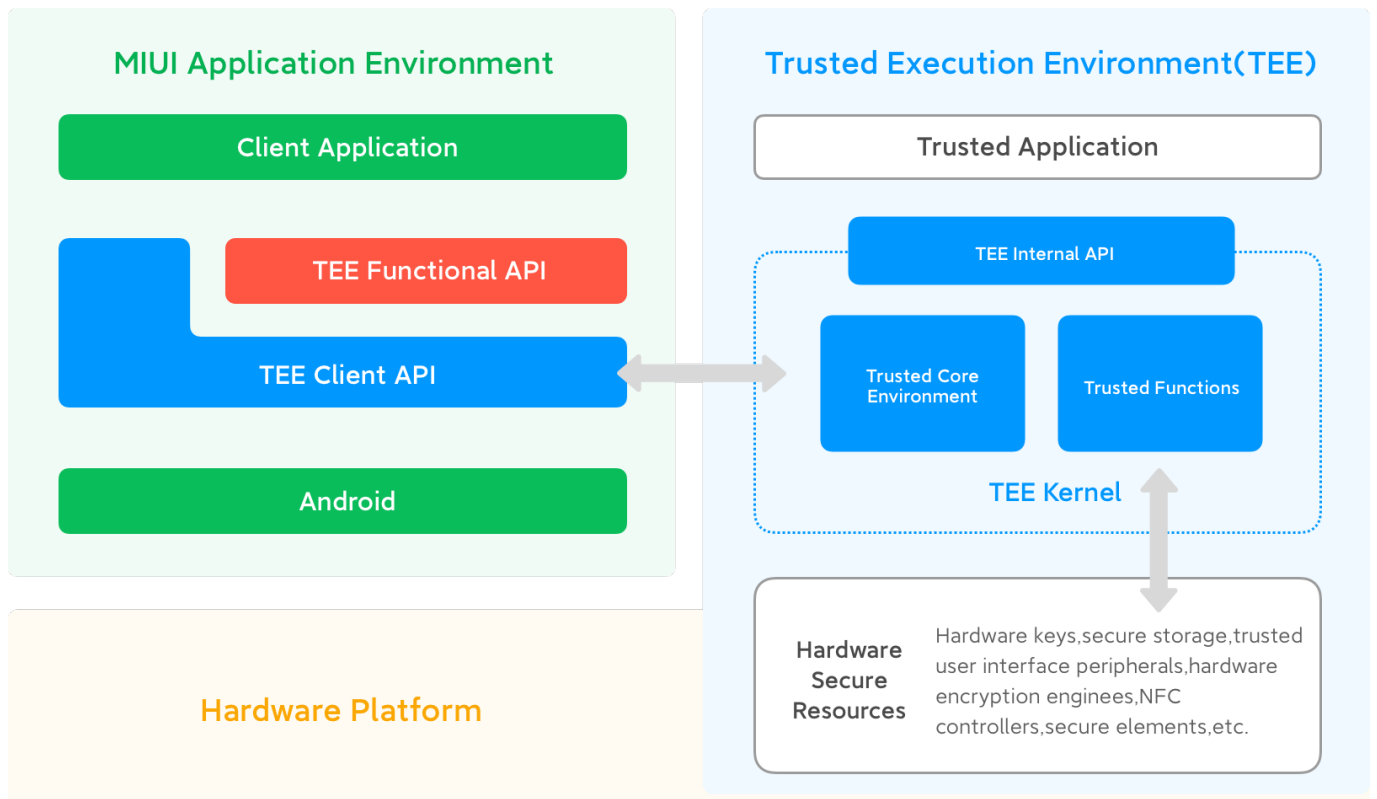 MIUI Application Environment
Client Application
TEE Functional API
TEE Client API
Android
Hardware Platform
Trusted Execution Environment(TEE)
Trusted Application
TEE Internal API
Trusted Core
Environment
Trusted Functions
TEE Kernel
Hardware
Secure
Resources
Hardware keys,secure storage,trusted
user interface peripherals,hardware
encryption enginees,NFC
controllers,secure elements,etc.